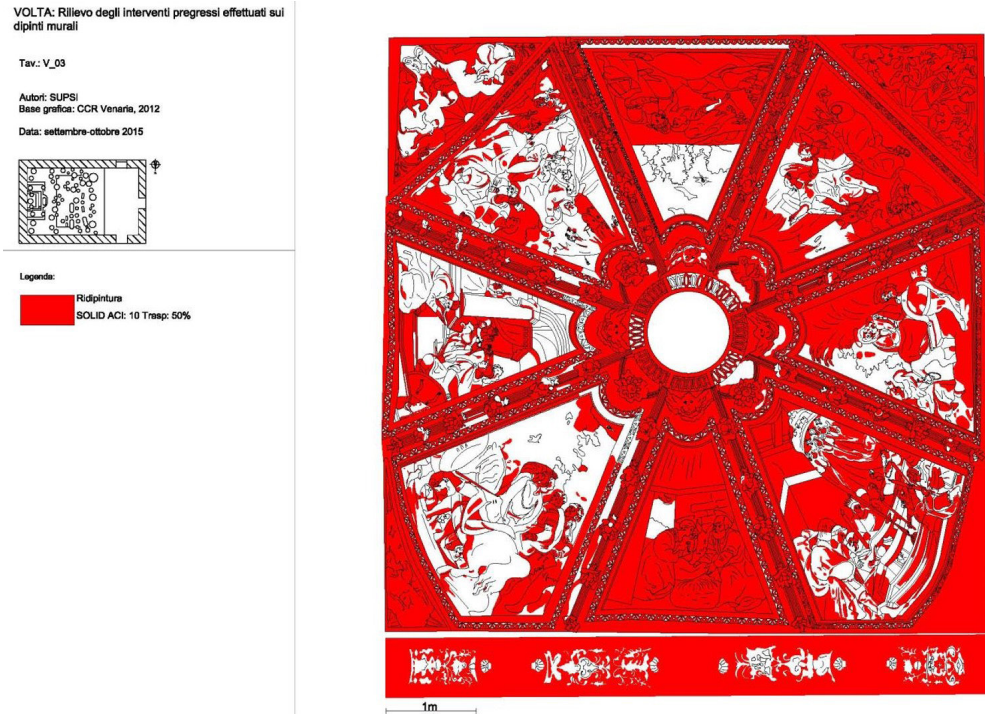 VOLTA: Rilievo degli interventi pregressi effettuati sui
dipinti murali
Tav.: V_03
Autori: SUPSI
Base grafica: CCR Venaria, 2012
Data: settembre-ottobre 2015
Legenda:
Ridipintura
SOLID ACI: 10 Trasp: 50%
1m